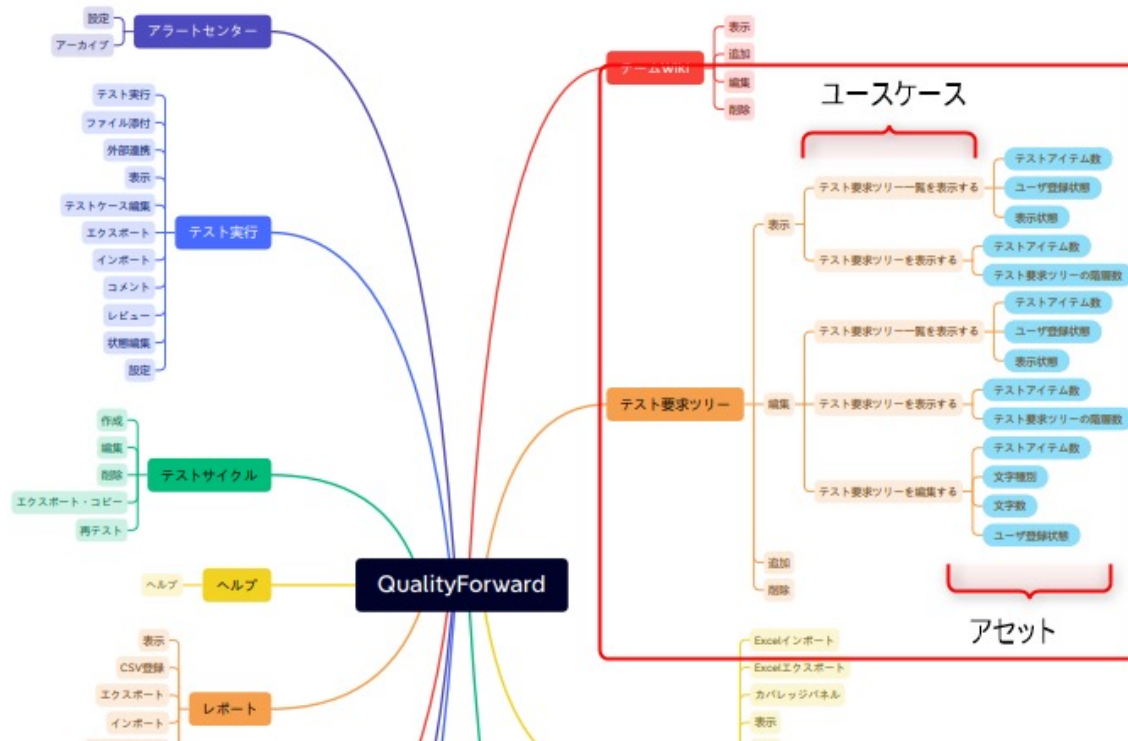 設定
アーカイブ
アラートセンター
テスト実行
ファイル添付
外部連携
表示
テストケース編集
エクスポート
インポート
コメント
レビュー
状態編集
設定
テスト実行
作成
編集
削除
エクスポート・コピー
再テスト
テストサイクル
ヘルプ
ヘルプ
表示
CSV登録
エクスポート
インポート
レポート
QualityForward
チームWiki
表示
追加
編集
削除
ユースケース
テスト要求ツリー
表示
テスト要求ツリー一覧を表示する
テストアイテム数
ユーザ登録状態
表示状態
テスト要求ツリーを表示する
テストアイテム数
テスト要求ツリーの階層数
編集
テスト要求ツリー一覧を表示する
テストアイテム数
ユーザ登録状態
表示状態
テスト要求ツリーを表示する
テストアイテム数
テスト要求ツリーの階層数
テスト要求ツリーを編集する
テストアイテム数
文字種別
文字数
ユーザ登録状態
追加
削除
アセット
Excelインポート
Excelエクスポート
カバレッジパネル
表示